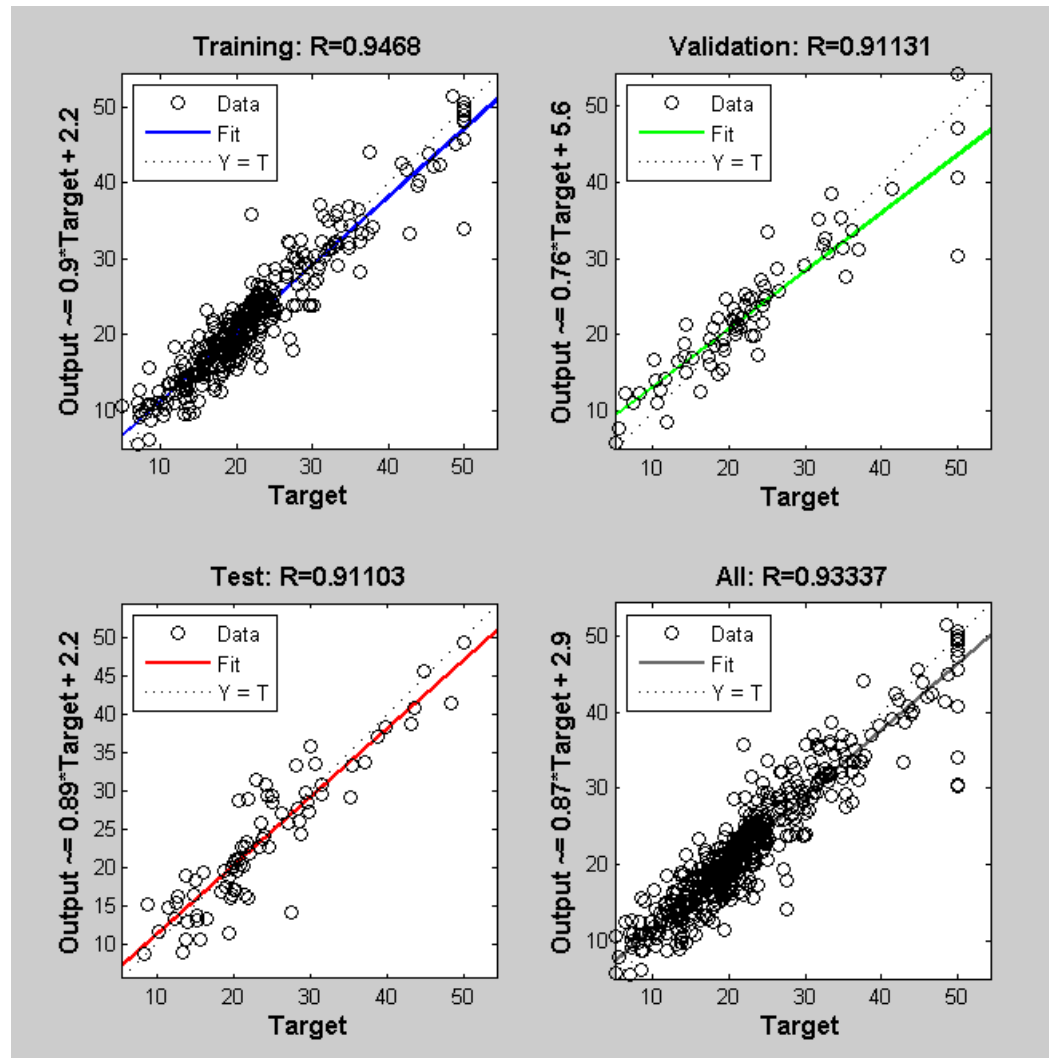 Training: R=0.9468
Output ~= 0.9*Target + 2.2
Data
Fit
Y = T
50
40
30
20
10
10 20 30 40 50
Target
Validation: R=0.91131
Output ~= 0.76*Target + 5.6
Data
Fit
Y = T
50
40
30
20
10
10 20 30 40 50
Target
Test: R=0.91103
Output ~= 0.89*Target + 2.2
Data
Fit
Y = T
50
45
40
35
30
25
20
15
10
10 20 30 40 50
Target
All: R=0.93337
Output ~= 0.87*Target + 2.9
Data
Fit
Y = T
50
40
30
20
10
10 20 30 40 50
Target